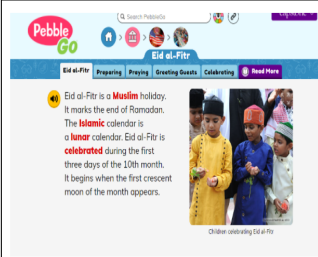 Search PebbleGo
Pebble
Go
Eid al-Fitr
Eid al-Fitr Preparing Praying Greeting Guests Celebrating Read More
Eid al-Fitr is a Muslim holiday.
It marks the end of Ramadan.
The Islamic calendar is
a lunar calendar. Eid al-Fitr is
celebrated during the first
three days of the 10th month.
It begins when the first crescent
moon of the month appears.
Children celebrating Eid al-Fitr